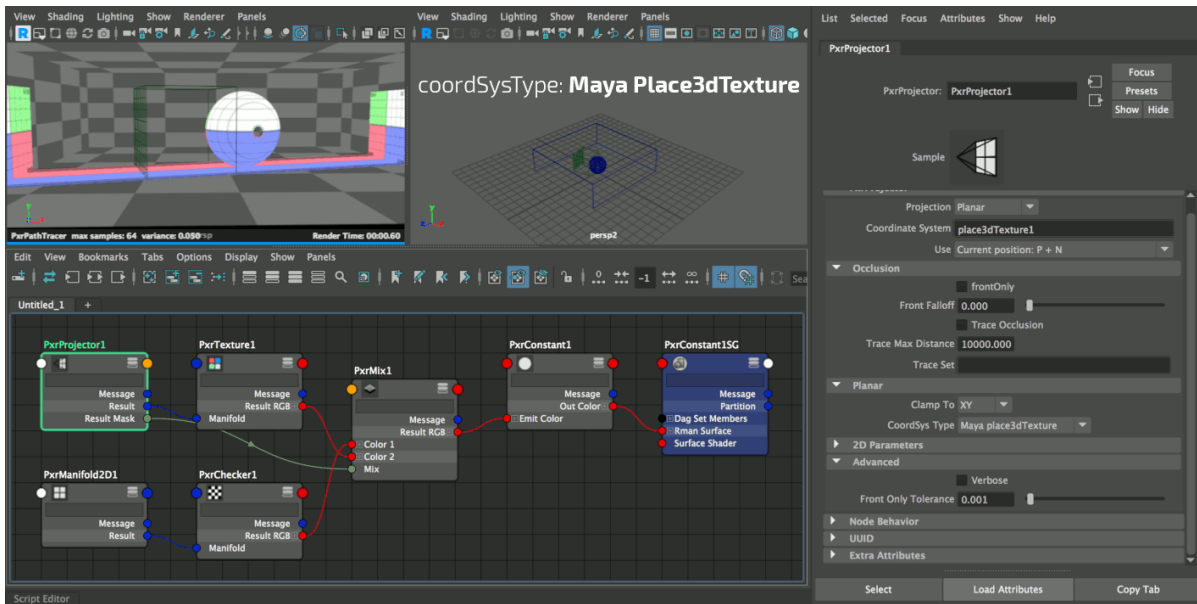 View Shading Lighting Show Renderer Panels
View Shading Lighting Show Renderer Panels
coordSysType: Maya Place3dTexture
PxrPathTracer max samples: 64 variance: 0.050
Render Time: 00:00.60
persp2
Edit View Bookmarks Tabs Options Display Show Panels
-1
Sea
Untitled_1 +
PxrProjector1
Message
Result
Result Mask
PxrTexture1
Message
Result RGB
Manifold
PxrMix1
Message
Result RGB
Color 1
Color 2
Mix
PxrConstant1
Message
Out Color
Emit Color
PxrConstant1SG
Message
Partition
Dag Set Members
Rman Surface
Surface Shader
PxrManifold2D1
Message
Result
PxrChecker1
Message
Result RGB
Manifold
Script Editor
List Selected Focus Attributes Show Help
PxrProjector1
PxrProjector: PxrProjector1
Focus
Presets
Show Hide
Sample
Projection Planar
Coordinate System place3dTexture1
Use Current position: P + N
Occlusion
frontOnly
Front Falloff 0.000
Trace Occlusion
Trace Max Distance 10000.000
Trace Set
Planar
Clamp To XY
CoordSys Type Maya place3dTexture
2D Parameters
Advanced
Verbose
Front Only Tolerance 0.001
Node Behavior
UUID
Extra Attributes
Select Load Attributes Copy Tab